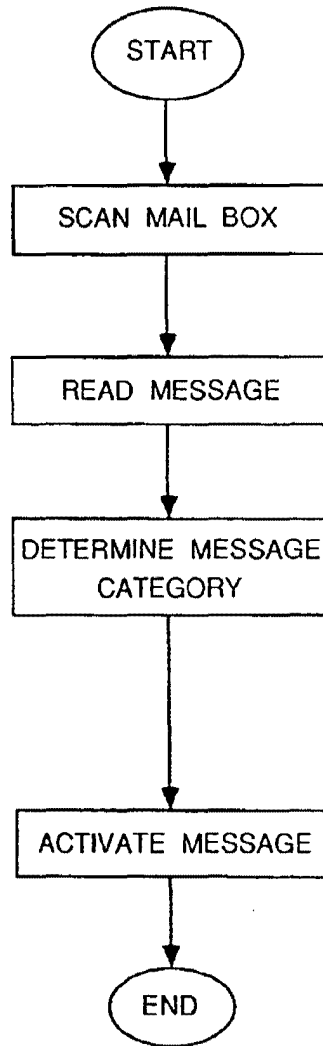 START
SCAN MAIL BOX
READ MESSAGE
DETERMINE MESSAGE
CATEGORY
ACTIVATE MESSAGE
END